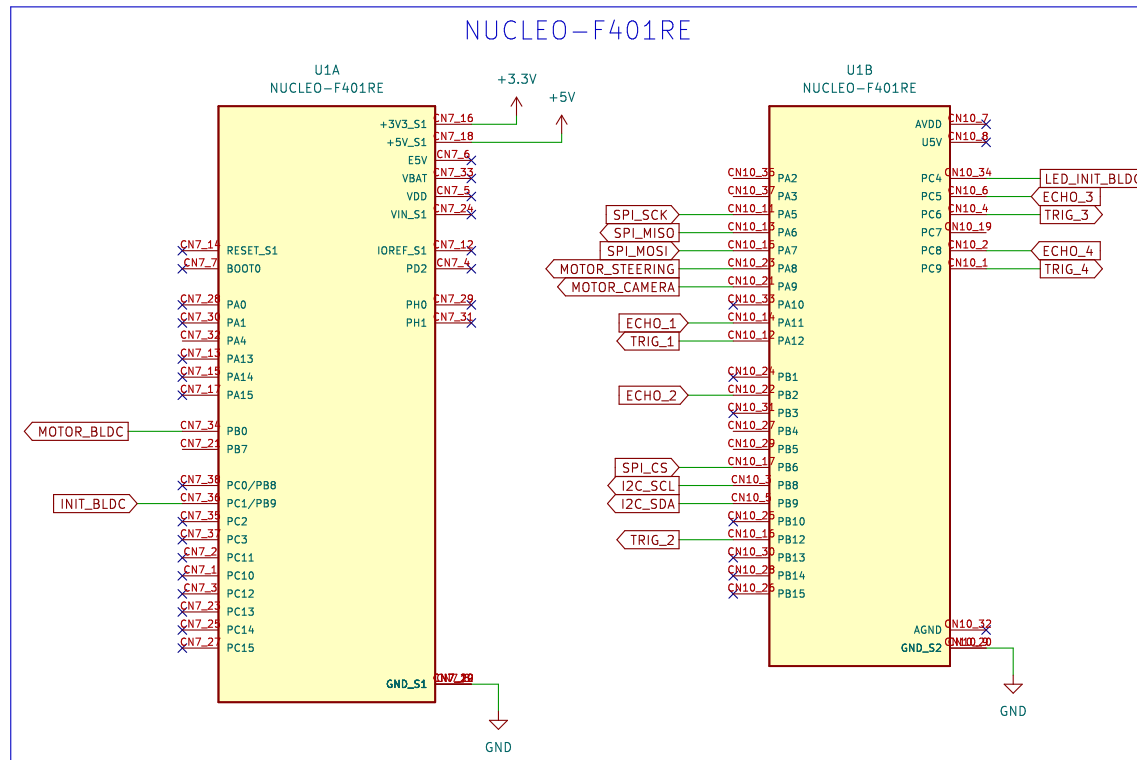 NUCLEO-F401RE
U1A
NUCLEO-F401RE
+3.3V
+5V
+3V3_S1 CN7_16
+5V_S1 CN7_18
E5V CN7_6
VBAT CN7_33
VDD CN7_5
VIN_S1 CN7_24
CN7_14 RESET_S1 IOREF_S1 CN7_12
CN7_7 BOOT0 PD2 CN7_4
CN7_28 PA0 PH0 CN7_29
CN7_30 PA1 PH1 CN7_31
CN7_32 PA4
CN7_13 PA13
CN7_15 PA14
CN7_17 PA15
MOTOR_BLDC CN7_34 PB0
CN7_21 PB7
CN7_38 PC0/PB8
INIT_BLDC CN7_36 PC1/PB9
CN7_35 PC2
CN7_37 PC3
CN7_2 PC11
CN7_1 PC10
CN7_3 PC12
CN7_23 PC13
CN7_25 PC14
CN7_27 PC15
GND_S1
GND
U1B
NUCLEO-F401RE
AVDD CN10_7
U5V CN10_8
CN10_35 PA2 PC4 CN10_34 LED_INIT_BLDC
CN10_37 PA3 PC5 CN10_6 ECHO_3
SPI_SCK CN10_11 PA5 PC6 CN10_4 TRIG_3
SPI_MISO CN10_13 PA6 PC7 CN10_19
SPI_MOSI CN10_15 PA7 PC8 CN10_2 ECHO_4
MOTOR_STEERING CN10_23 PA8 PC9 CN10_1 TRIG_4
MOTOR_CAMERA CN10_21 PA9
CN10_33 PA10
ECHO_1 CN10_14 PA11
TRIG_1 CN10_12 PA12
CN10_24 PB1
ECHO_2 CN10_22 PB2
CN10_31 PB3
CN10_27 PB4
CN10_29 PB5
SPI_CS CN10_17 PB6
I2C_SCL CN10_3 PB8
I2C_SDA CN10_5 PB9
CN10_25 PB10
TRIG_2 CN10_16 PB12
CN10_30 PB13
CN10_28 PB14
CN10_26 PB15
AGND CN10_32
GND_S2
GND